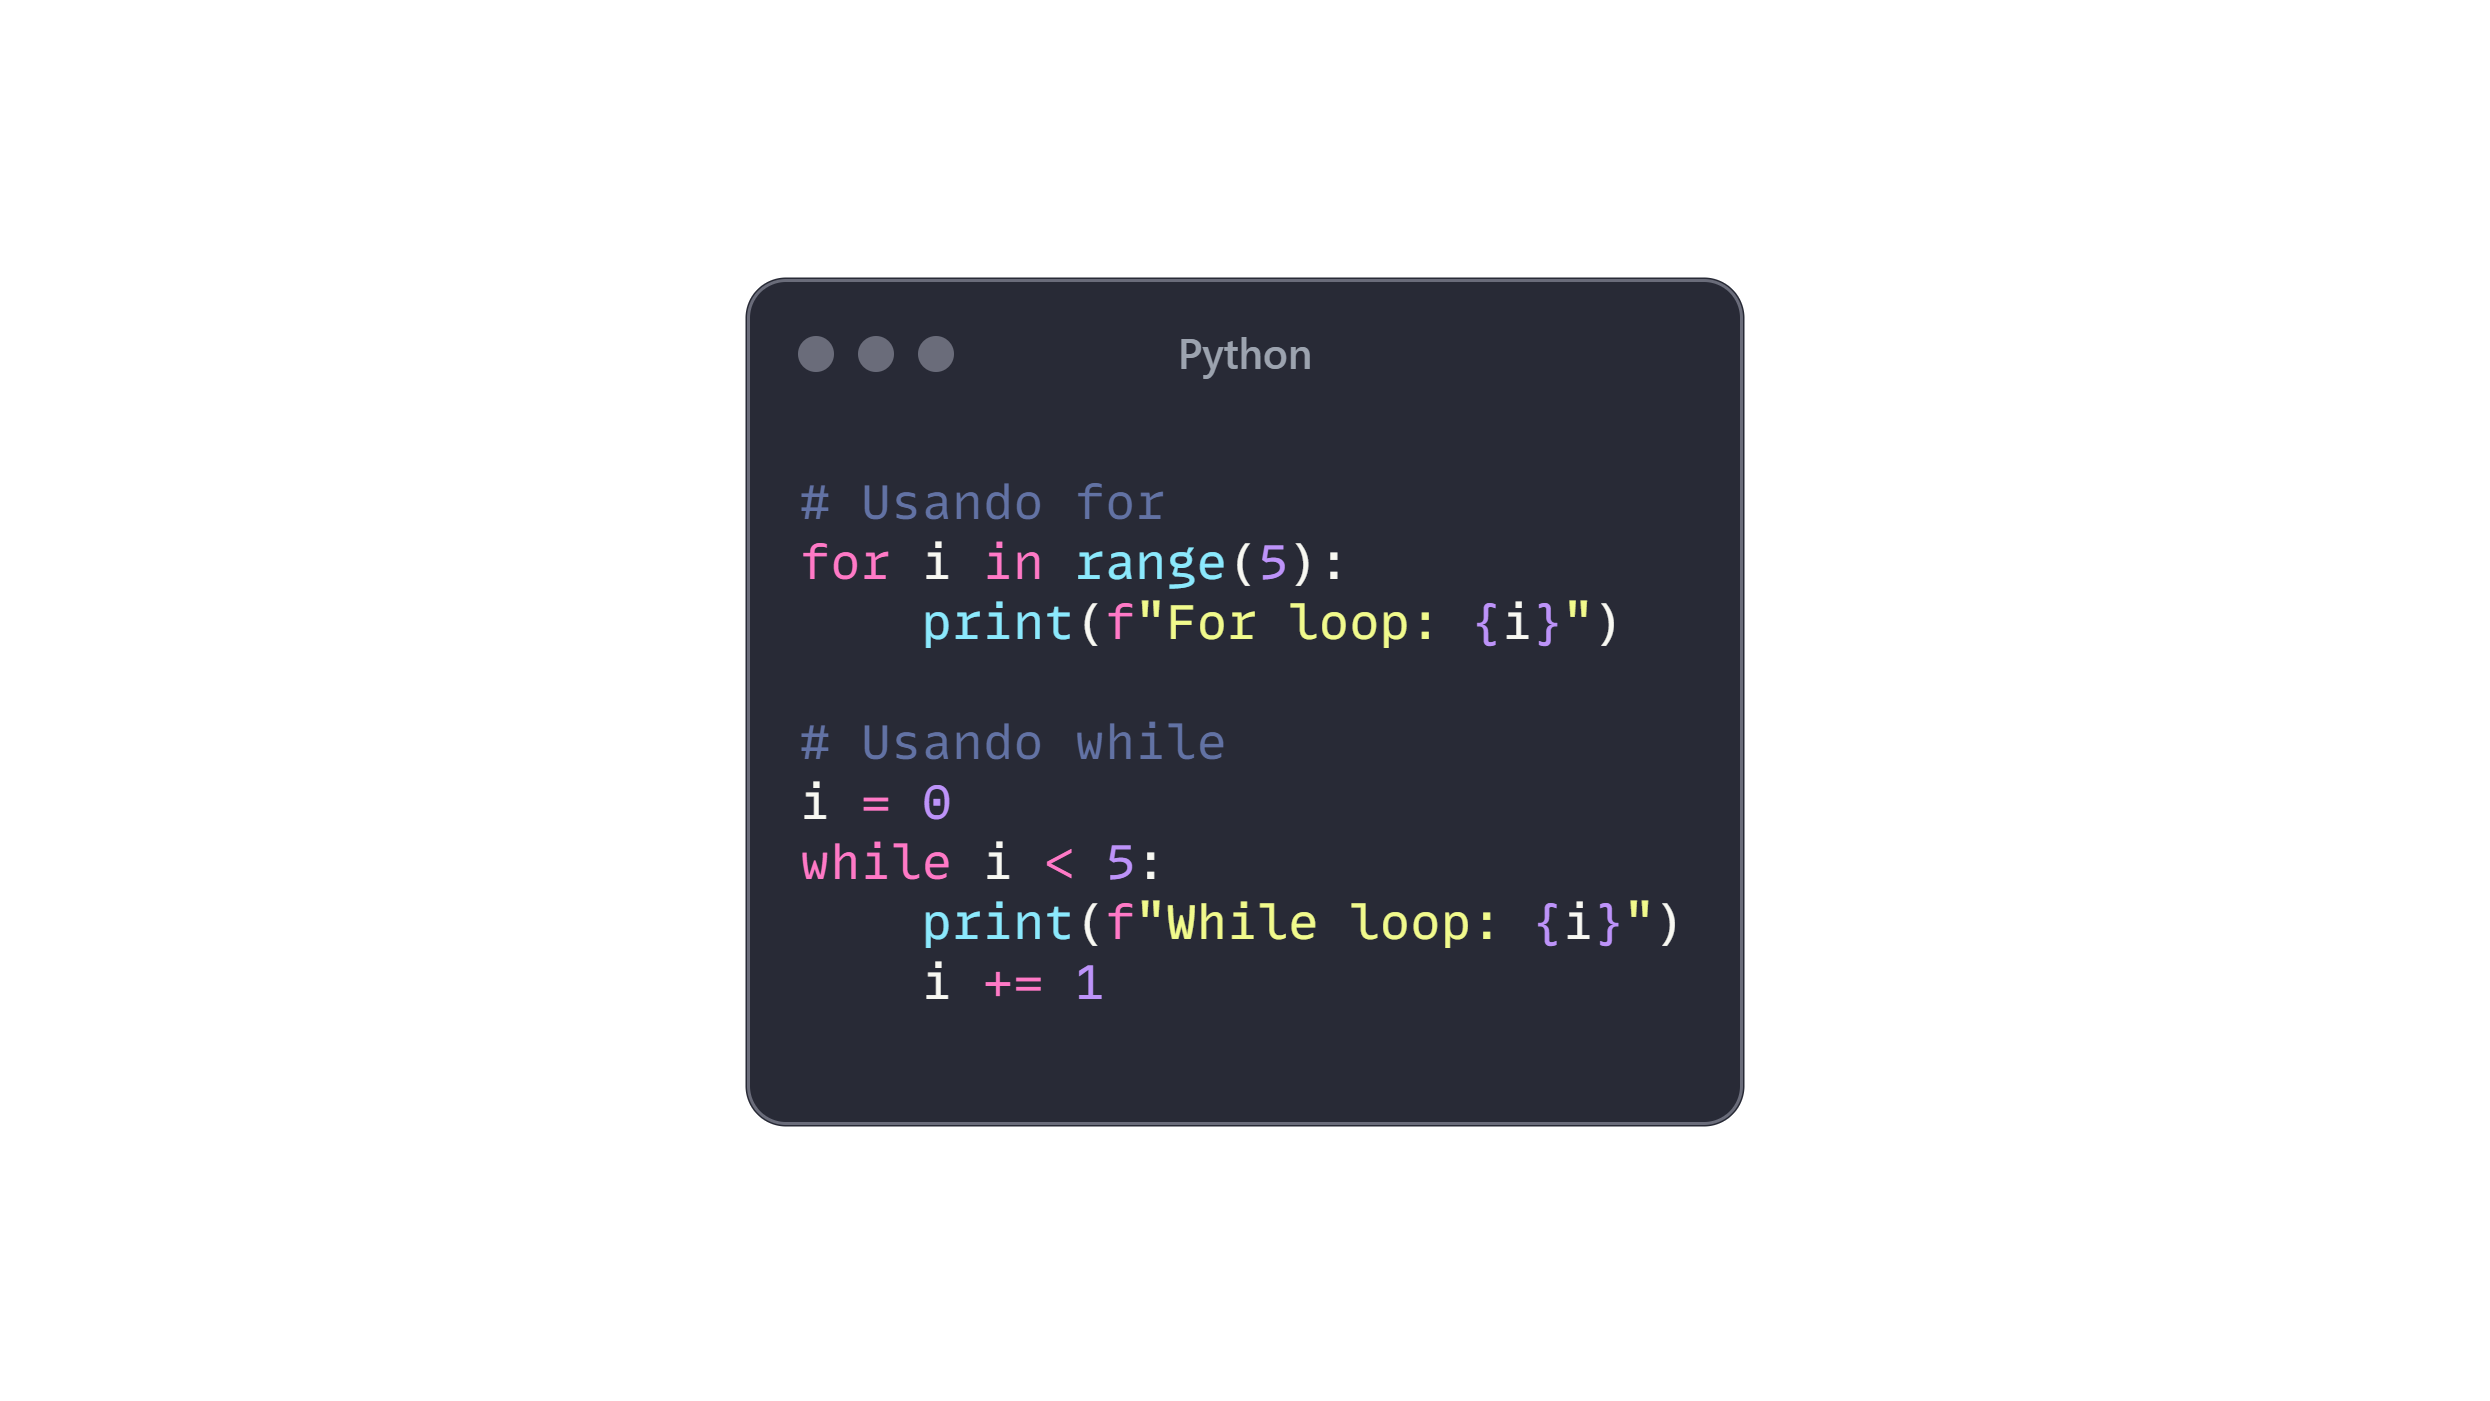 Python
# Usando for
for i in range(5):
    print(f"For loop: {i}")
# Usando while
i = 0
while i < 5:
    print(f"While loop: {i}")
    i += 1